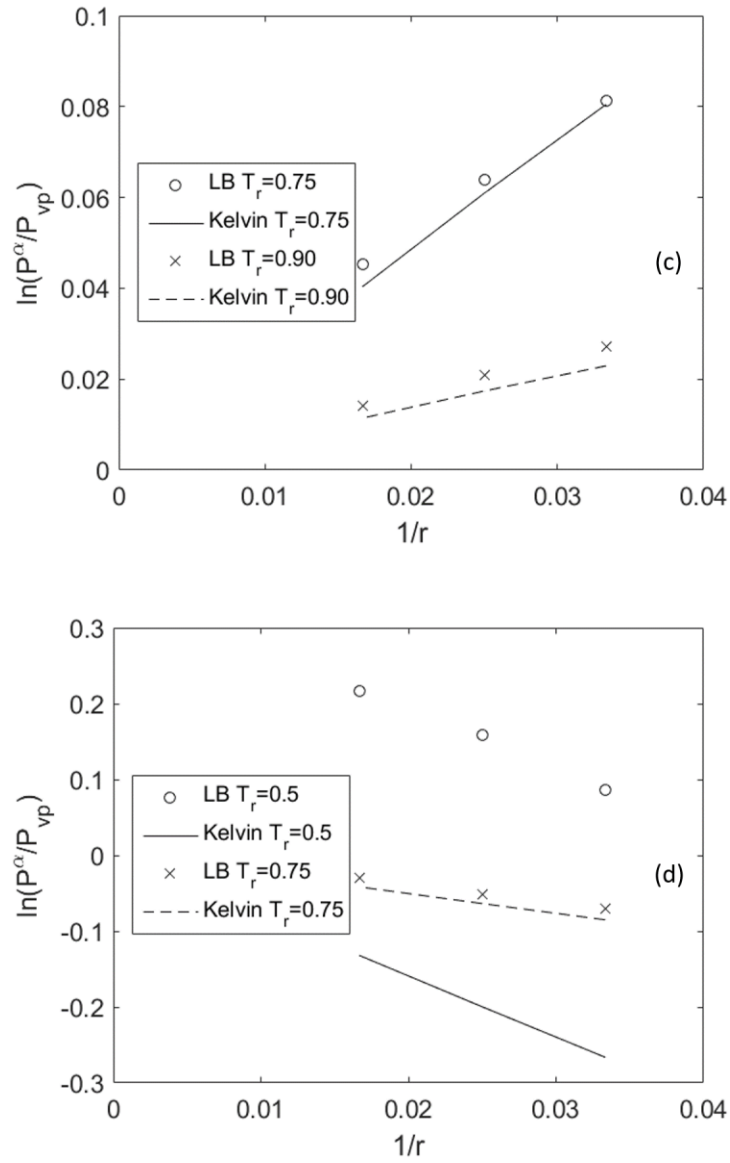 0.1
0.08
0.06
0.04
0.02
0
ln(P^α/P_vp)
LB T_r=0.75
Kelvin T_r=0.75
LB T_r=0.90
Kelvin T_r=0.90
(c)
0 0.01 0.02 0.03 0.04
1/r
0.3
0.2
0.1
0
-0.1
-0.2
-0.3
ln(P^α/P_vp)
LB T_r=0.5
Kelvin T_r=0.5
LB T_r=0.75
Kelvin T_r=0.75
(d)
0 0.01 0.02 0.03 0.04
1/r